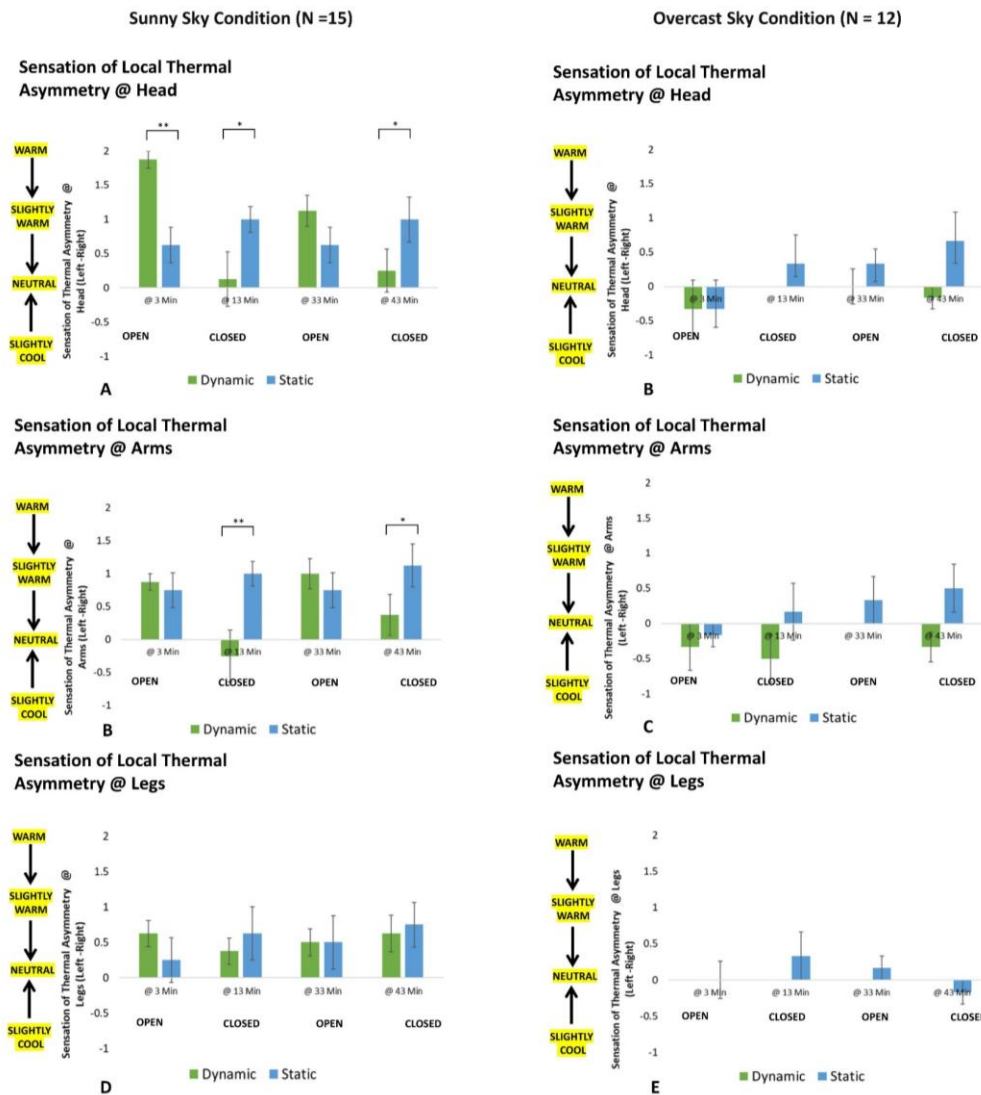 Sunny Sky Condition (N =15)
Overcast Sky Condition (N = 12)
Sensation of Local Thermal
Asymmetry @ Head
WARM
SLIGHTLY
WARM
NEUTRAL
SLIGHTLY
COOL
Sensation of Thermal Asymmetry @
Head (Left -Right)
2
1.5
1
0.5
0
-0.5
-1
**
*
*
@ 3 Min
@ 13 Min
@ 33 Min
@ 43 Min
OPEN
CLOSED
OPEN
CLOSED
A
Dynamic
Static
Sensation of Local Thermal
Asymmetry @ Head
WARM
SLIGHTLY
WARM
NEUTRAL
SLIGHTLY
COOL
Sensation of Thermal Asymmetry @
Head (Left -Right)
2
1.5
1
0.5
0
-0.5
-1
@ 3 Min
@ 13 Min
@ 33 Min
@ 43 Min
OPEN
CLOSED
OPEN
CLOSED
B
Dynamic
Static
Sensation of Local Thermal
Asymmetry @ Arms
WARM
SLIGHTLY
WARM
NEUTRAL
SLIGHTLY
COOL
Sensation of Thermal Asymmetry @
Arms (Left -Right)
2
1.5
1
0.5
0
-0.5
-1
**
*
@ 3 Min
@ 13 Min
@ 33 Min
@ 43 Min
OPEN
CLOSED
OPEN
CLOSED
B
Dynamic
Static
Sensation of Local Thermal
Asymmetry @ Arms
WARM
SLIGHTLY
WARM
NEUTRAL
SLIGHTLY
COOL
Sensation of Thermal Asymmetry @ Arms
(Left -Right)
2
1.5
1
0.5
0
-0.5
-1
@ 3 Min
@ 13 Min
@ 33 Min
@ 43 Min
OPEN
CLOSED
OPEN
CLOSED
C
Dynamic
Static
Sensation of Local Thermal
Asymmetry @ Legs
WARM
SLIGHTLY
WARM
NEUTRAL
SLIGHTLY
COOL
Sensation of Thermal Asymmetry @
Legs (Left -Right)
2
1.5
1
0.5
0
-0.5
-1
@ 3 Min
@ 13 Min
@ 33 Min
@ 43 Min
OPEN
CLOSED
OPEN
CLOSED
D
Dynamic
Static
Sensation of Local Thermal
Asymmetry @ Legs
WARM
SLIGHTLY
WARM
NEUTRAL
SLIGHTLY
COOL
Sensation of Thermal Asymmetry @ Legs
(Left -Right)
2
1.5
1
0.5
0
-0.5
-1
@ 3 Min
@ 13 Min
@ 33 Min
@ 43 Min
OPEN
CLOSED
OPEN
CLOSED
E
Dynamic
Static